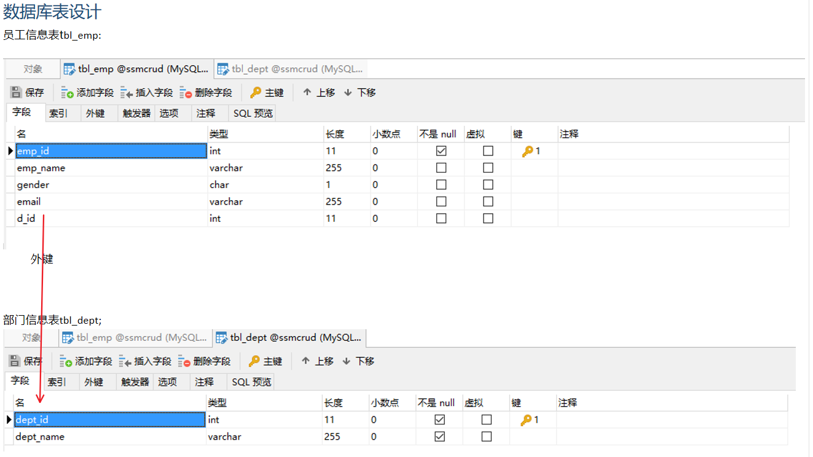 数据库表设计
员工信息表tbl_emp:
对象 tbl_emp @ssmcrud (MySQL... tbl_dept @ssmcrud (MySQL...
保存 添加字段 插入字段 删除字段 主键 上移 下移
字段 索引 外键 触发器 选项 注释 SQL 预览
名 类型 长度 小数点 不是 null 虚拟 键 注释
emp_id int 11 0 1
emp_name varchar 255 0
gender char 1 0
email varchar 255 0
d_id int 11 0
外键
部门信息表tbl_dept;
对象 tbl_emp @ssmcrud (MySQL... tbl_dept @ssmcrud (MySQL...
保存 添加字段 插入字段 删除字段 主键 上移 下移
字段 索引 外键 触发器 选项 注释 SQL 预览
名 类型 长度 小数点 不是 null 虚拟 键 注释
dept_id int 11 0 1
dept_name varchar 255 0